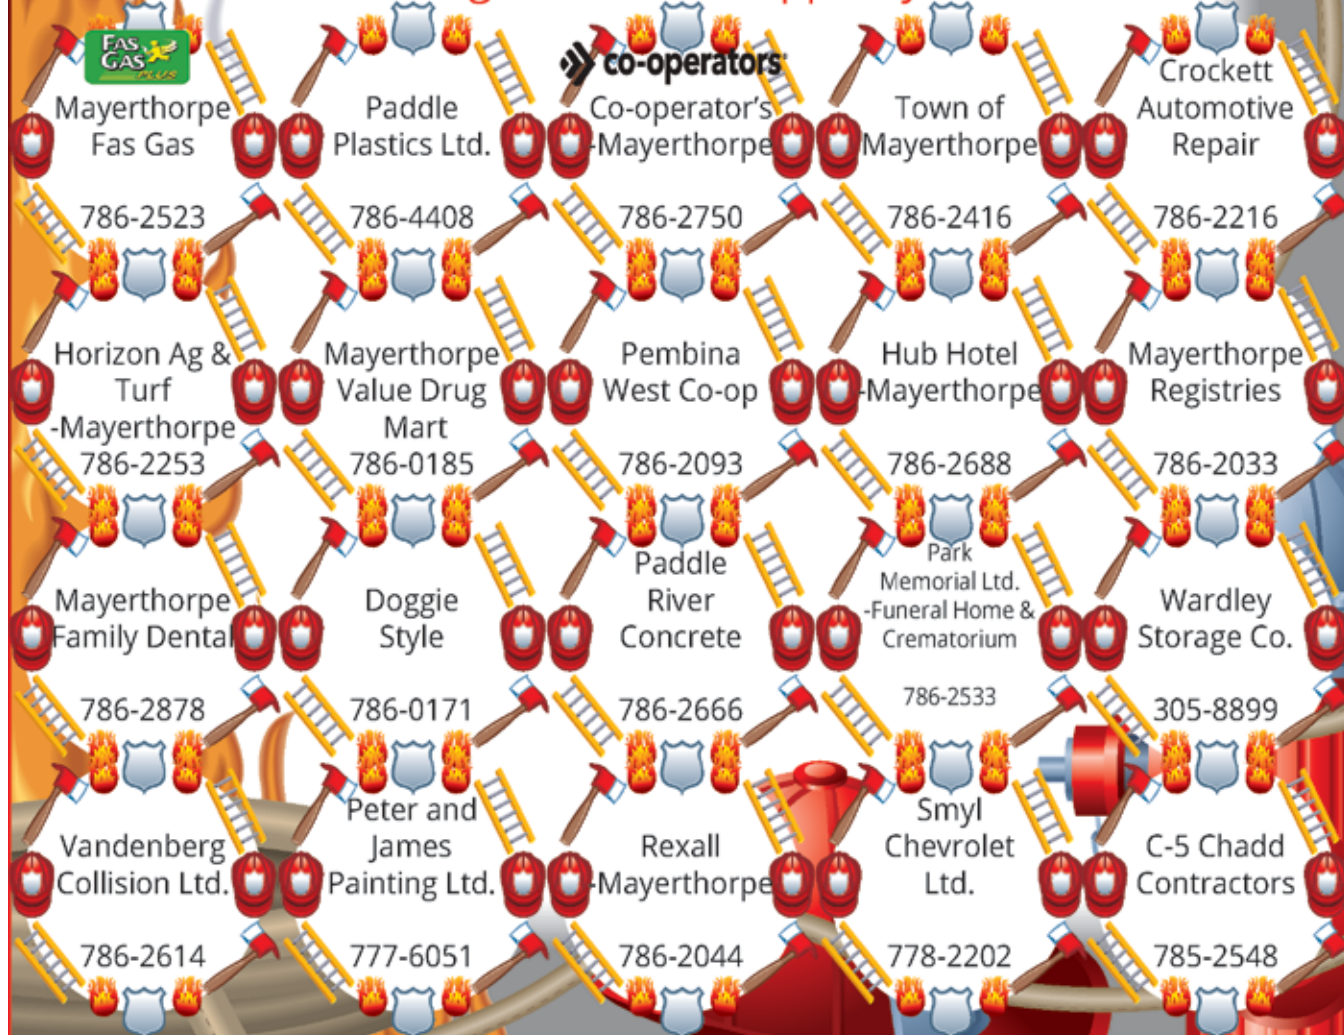 FAS
GAS
PLUS
Mayerthorpe
Fas Gas
786-2523
Paddle
Plastics Ltd.
786-4408
co-operators
Co-operator's
-Mayerthorpe
786-2750
Town of
Mayerthorpe
786-2416
Crockett
Automotive
Repair
786-2216
Horizon Ag &
Turf
-Mayerthorpe
786-2253
Mayerthorpe
Value Drug
Mart
786-0185
Pembina
West Co-op
786-2093
Hub Hotel
-Mayerthorpe
786-2688
Mayerthorpe
Registries
786-2033
Mayerthorpe
Family Dental
786-2878
Doggie
Style
786-0171
Paddle
River
Concrete
786-2666
Park
Memorial Ltd.
-Funeral Home &
Crematorium
786-2533
Wardley
Storage Co.
305-8899
Vandenberg
Collision Ltd.
786-2614
Peter and
James
Painting Ltd.
777-6051
Rexall
-Mayerthorpe
786-2044
Smyl
Chevrolet
Ltd.
778-2202
C-5 Chadd
Contractors
785-2548